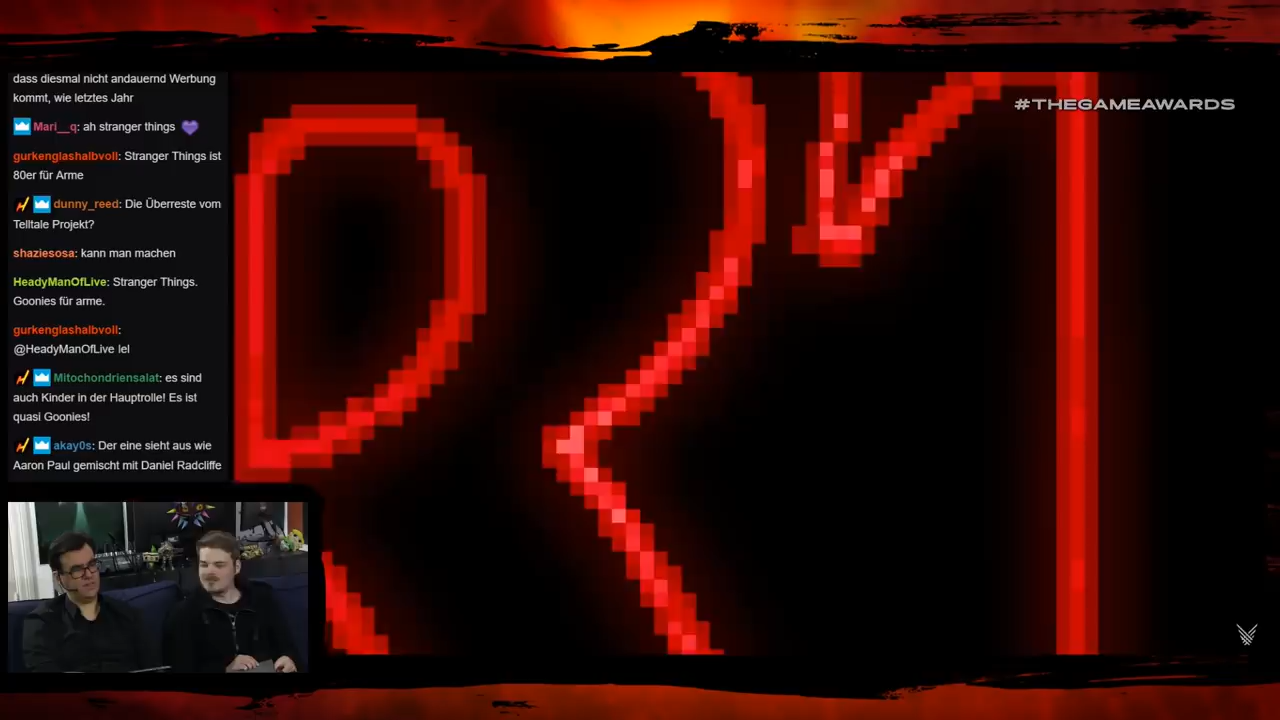 dass diesmal nicht andauernd Werbung
kommt, wie letztes Jahr
Mari__q: ah stranger things
gurkenglashalbvoll: Stranger Things ist
80er für Arme
dunny_reed: Die Überreste vom
Telltale Projekt?
shaziesosa: kann man machen
HeadyManOfLive: Stranger Things.
Goonies für arme.
gurkenglashalbvoll:
@HeadyManOfLive lel
Mitochondriensalat: es sind
auch Kinder in der Hauptrolle! Es ist
quasi Goonies!
akay0s: Der eine sieht aus wie
Aaron Paul gemischt mit Daniel Radcliffe
#THEGAMEAWARDS